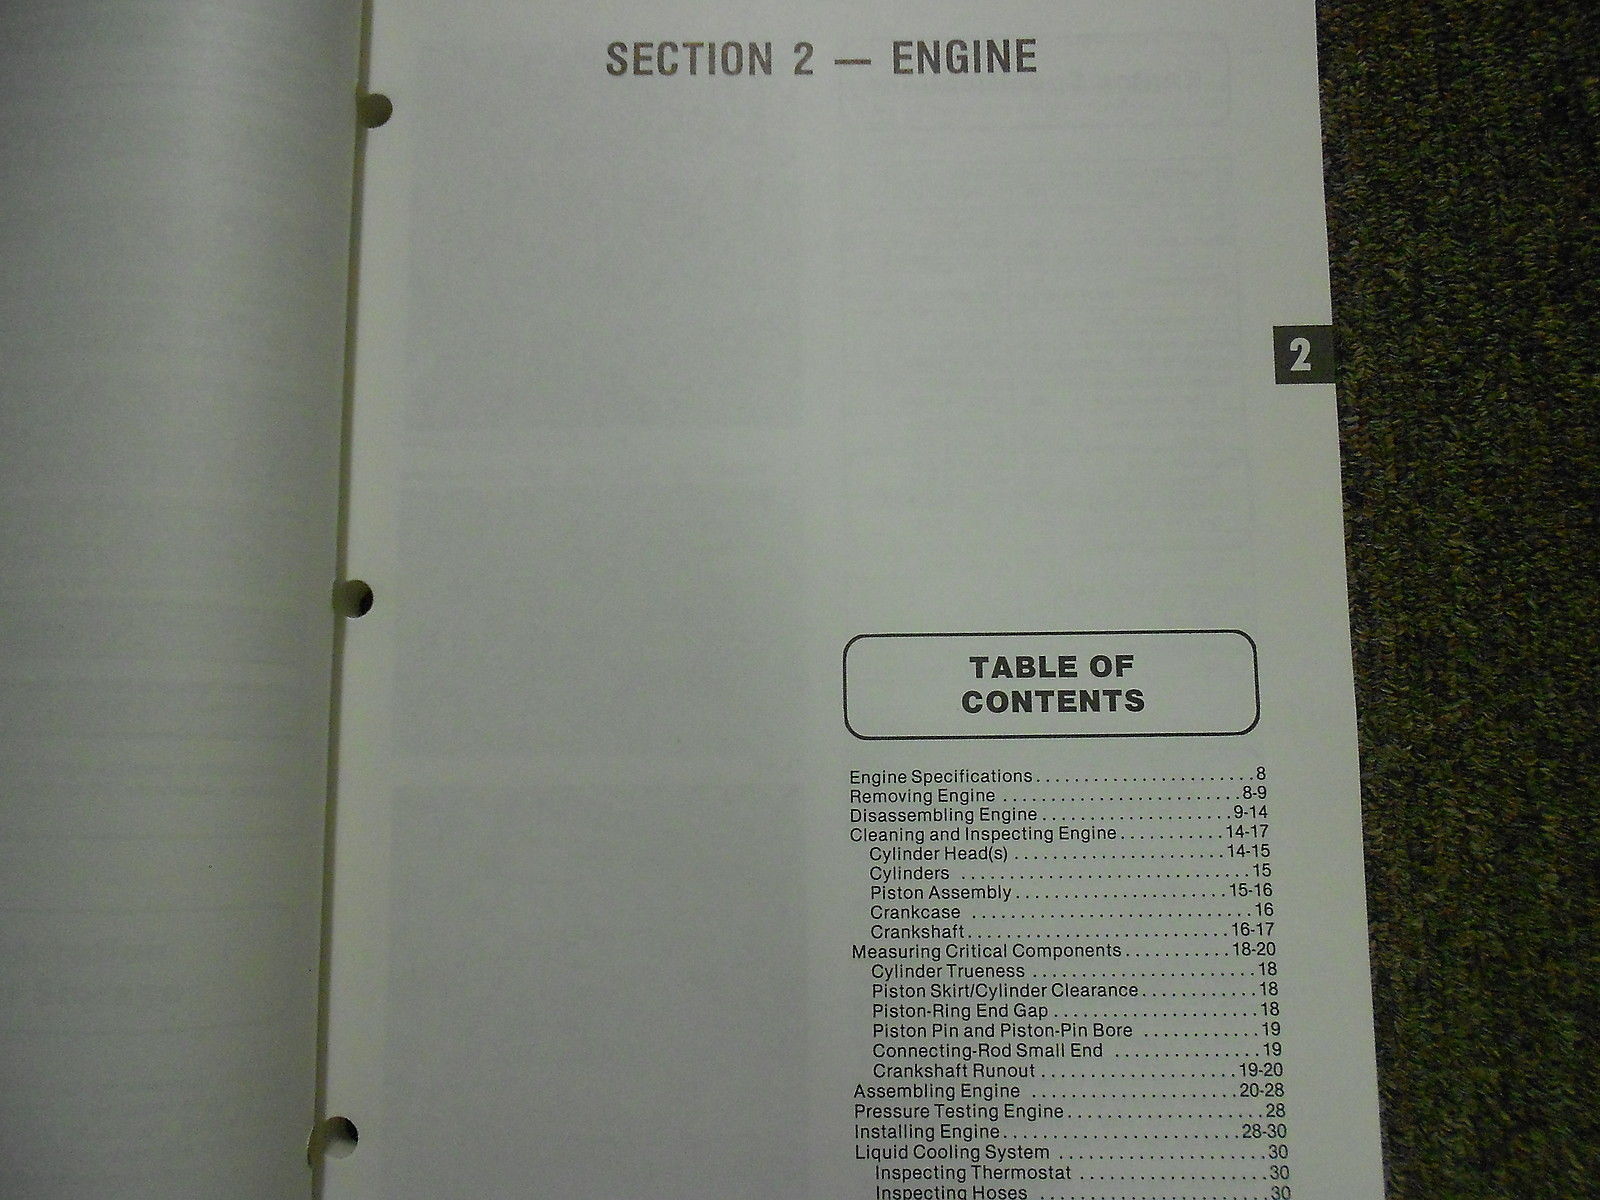 SECTION 2 — ENGINE
2
TABLE OF
CONTENTS
Engine Specifications.......................8
Removing Engine .........................8-9
Disassembling Engine....................9-14
Cleaning and Inspecting Engine...........14-17
Cylinder Head(s) ......................14-15
Cylinders ..............................15
Piston Assembly......................15-16
Crankcase .............................16
Crankshaft...........................16-17
Measuring Critical Components...........18-20
Cylinder Trueness .......................18
Piston Skirt/Cylinder Clearance............18
Piston-Ring End Gap .....................18
Piston Pin and Piston-Pin Bore ............19
Connecting-Rod Small End ...............19
Crankshaft Runout.....................19-20
Assembling Engine ......................20-28
Pressure Testing Engine.....................28
Installing Engine.........................28-30
Liquid Cooling System ......................30
Inspecting Thermostat ....................30
Inspecting Hoses ........................30